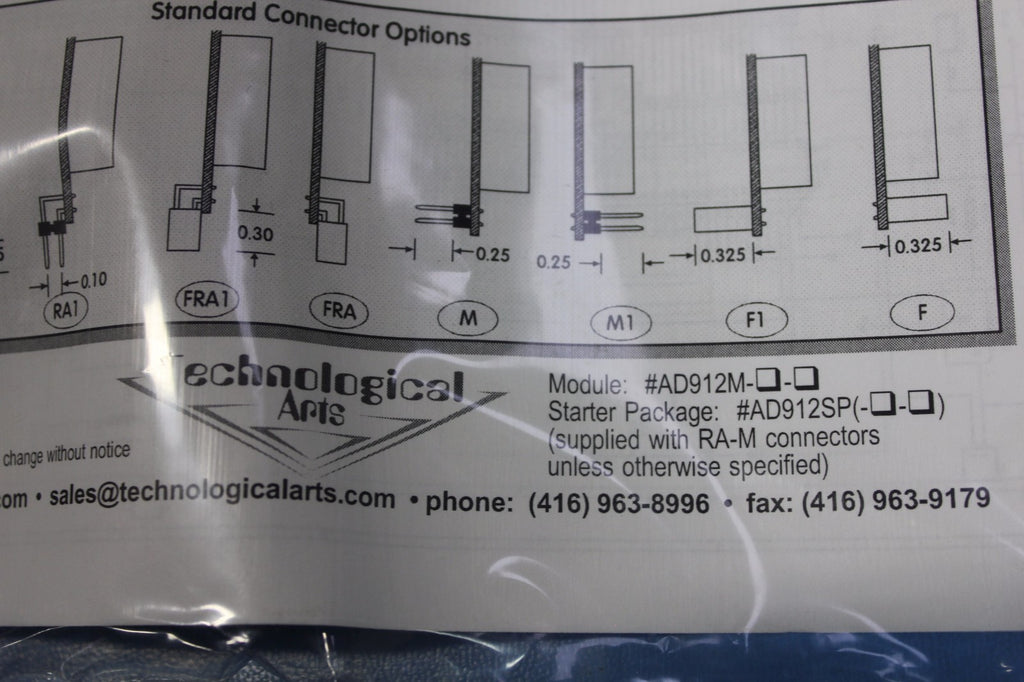 Standard Connector Options
0.30
0.25
0.25
0.325
0.325
0.10
RA1
FRA1
FRA
M
M1
F1
F
Technological
Arts
Module: #AD912M-❑-❑
Starter Package: #AD912SP(-❑-❑)
(supplied with RA-M connectors
unless otherwise specified)
change without notice
om • sales@technologicalarts.com • phone: (416) 963-8996 • fax: (416) 963-9179